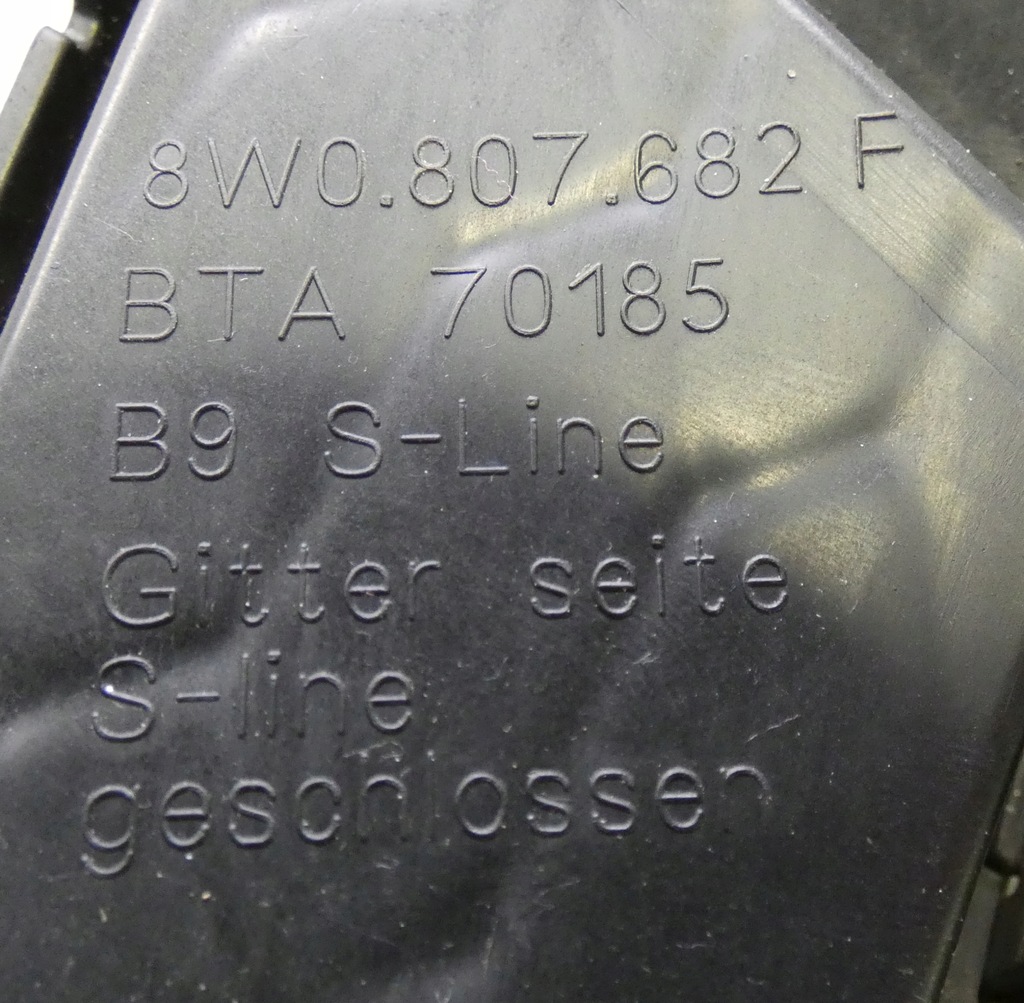 8W0.807.682 F
BTA 70185
B9 S-Line
Gitter seite
S-line
geschlossen